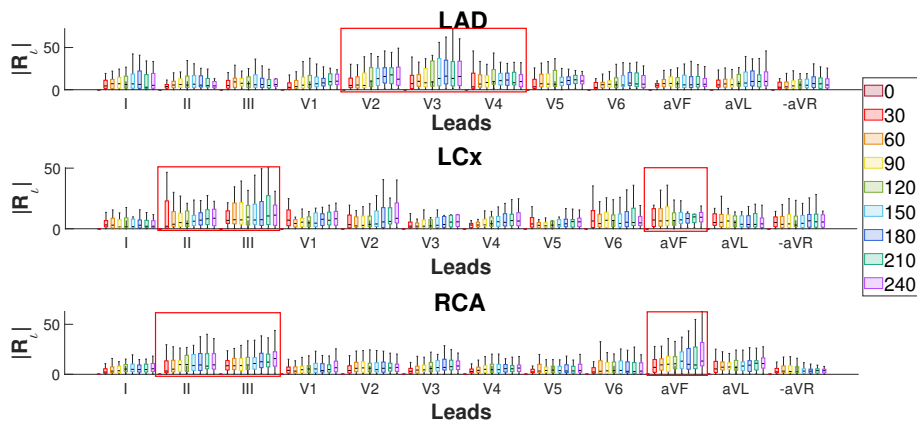 LAD
|R_ι|
50
0
I II III V1 V2 V3 V4 V5 V6 aVF aVL -aVR
Leads
LCx
|R_ι|
50
0
I II III V1 V2 V3 V4 V5 V6 aVF aVL -aVR
Leads
RCA
|R_ι|
50
0
I II III V1 V2 V3 V4 V5 V6 aVF aVL -aVR
Leads
0
30
60
90
120
150
180
210
240